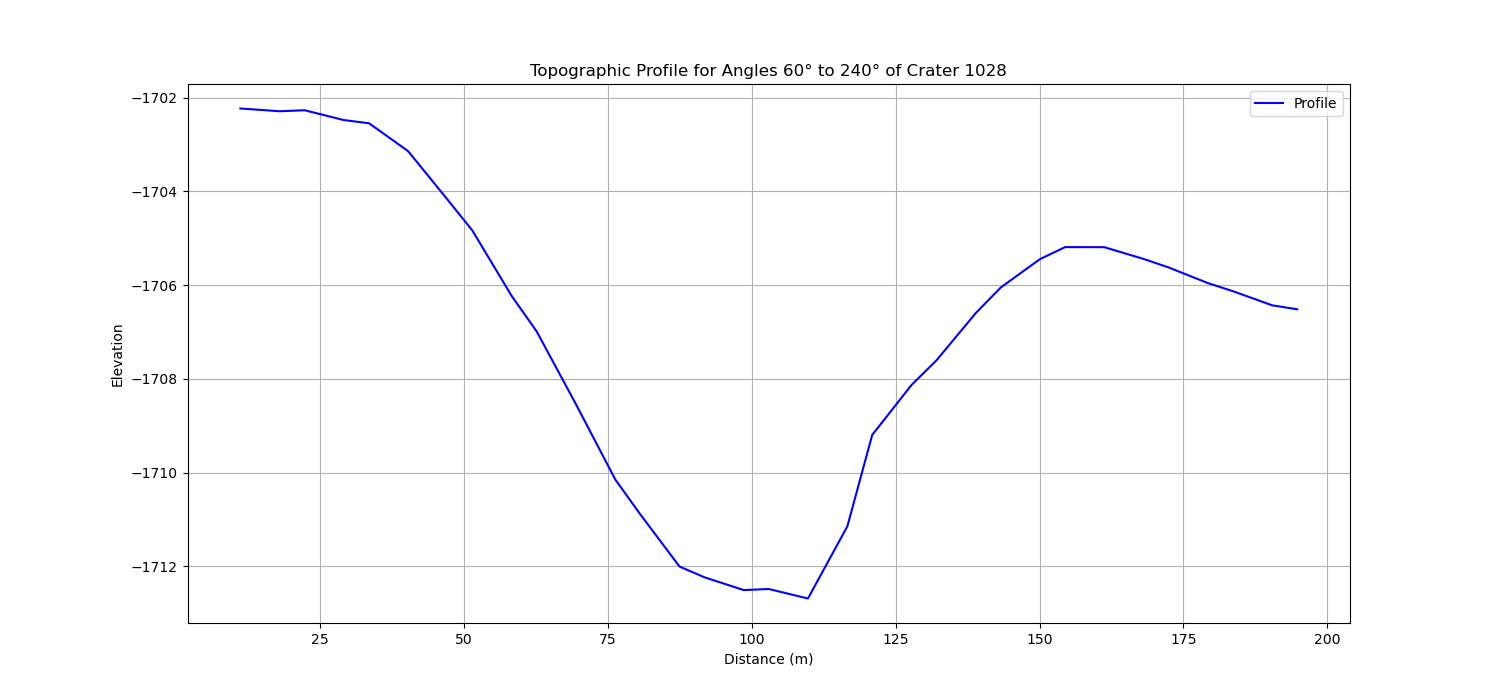 Topographic Profile for Angles 60° to 240° of Crater 1028
Profile
−1702
−1704
−1706
−1708
−1710
−1712
Elevation
25 50 75 100 125 150 175 200
Distance (m)